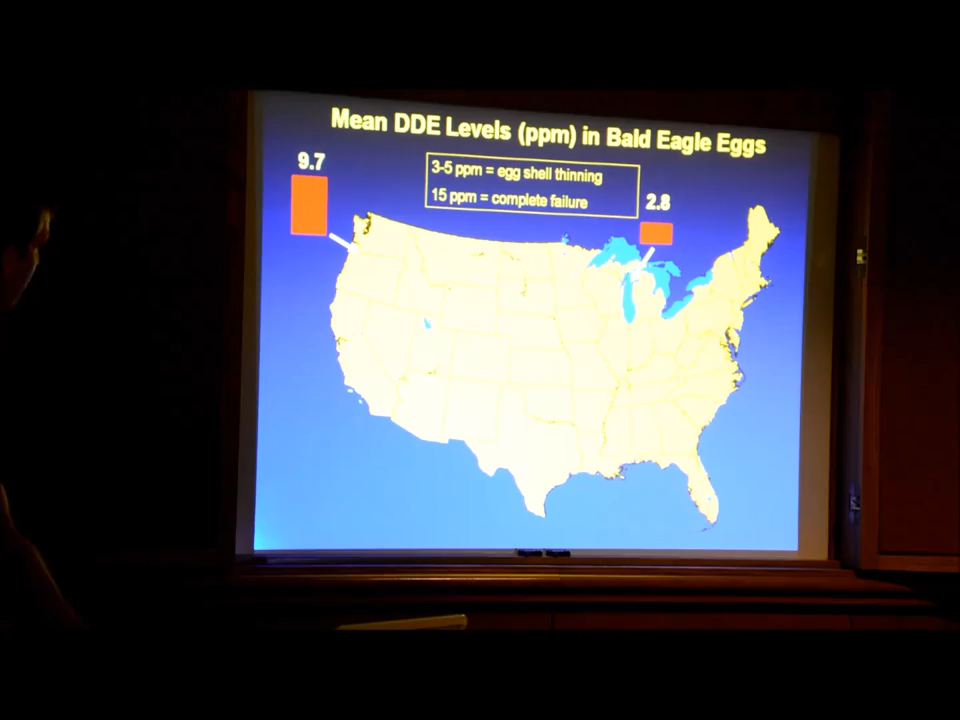 Mean DDE Levels (ppm) in Bald Eagle Eggs
9.7
3-5 ppm = egg shell thinning
15 ppm = complete failure
2.8